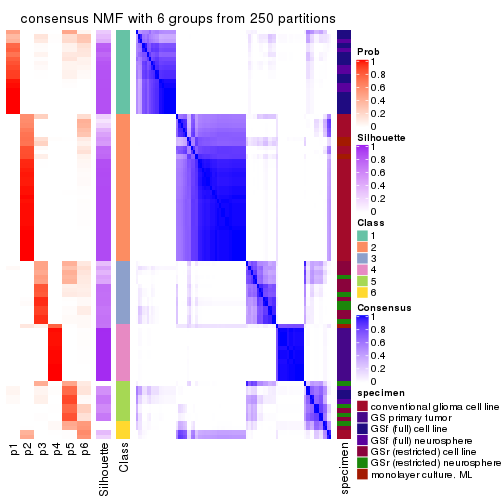 consensus NMF with 6 groups from 250 partitions
Prob
1
0.8
0.6
0.4
0.2
0
Silhouette
1
0.8
0.6
0.4
0.2
0
Class
1
2
3
4
5
6
Consensus
1
0.8
0.6
0.4
0.2
0
specimen
conventional glioma cell line
GS primary tumor
GSf (full) cell line
GSf (full) neurosphere
GSr (restricted) cell line
GSr (restricted) neurosphere
monolayer culture. ML
p1
p2
p3
p4
p5
p6
Silhouette
Class
specimen